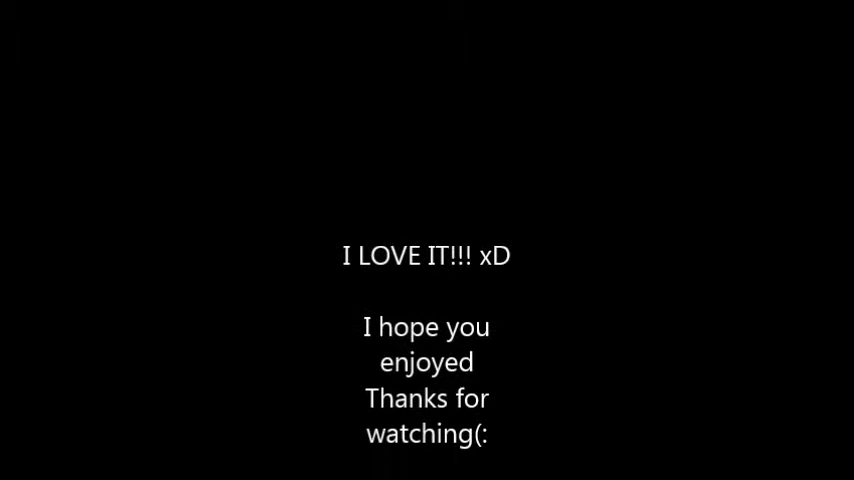 I LOVE IT!!! xD
I hope you
enjoyed
Thanks for
watching(: